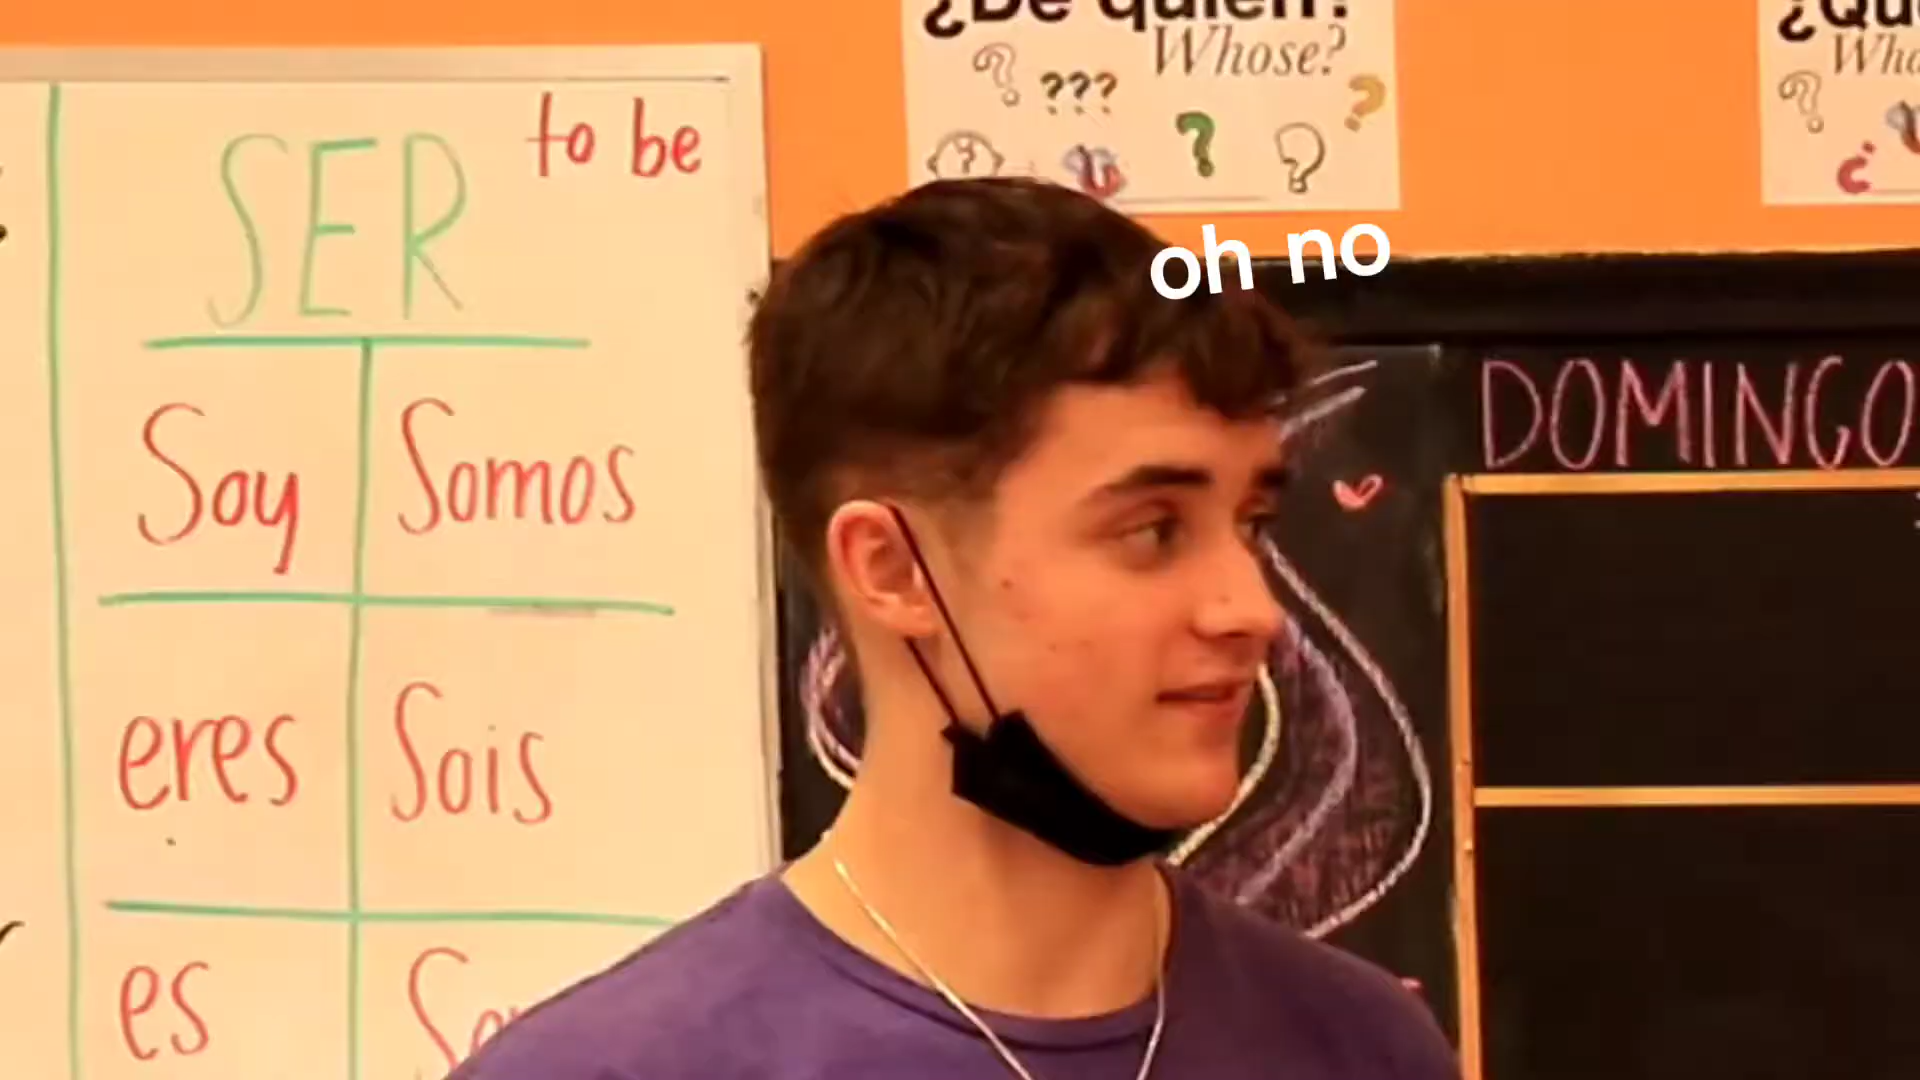 ¿De quién?
Whose?
???
SER
to be
Soy
Somos
eres
Sois
es
oh no
DOMINGO